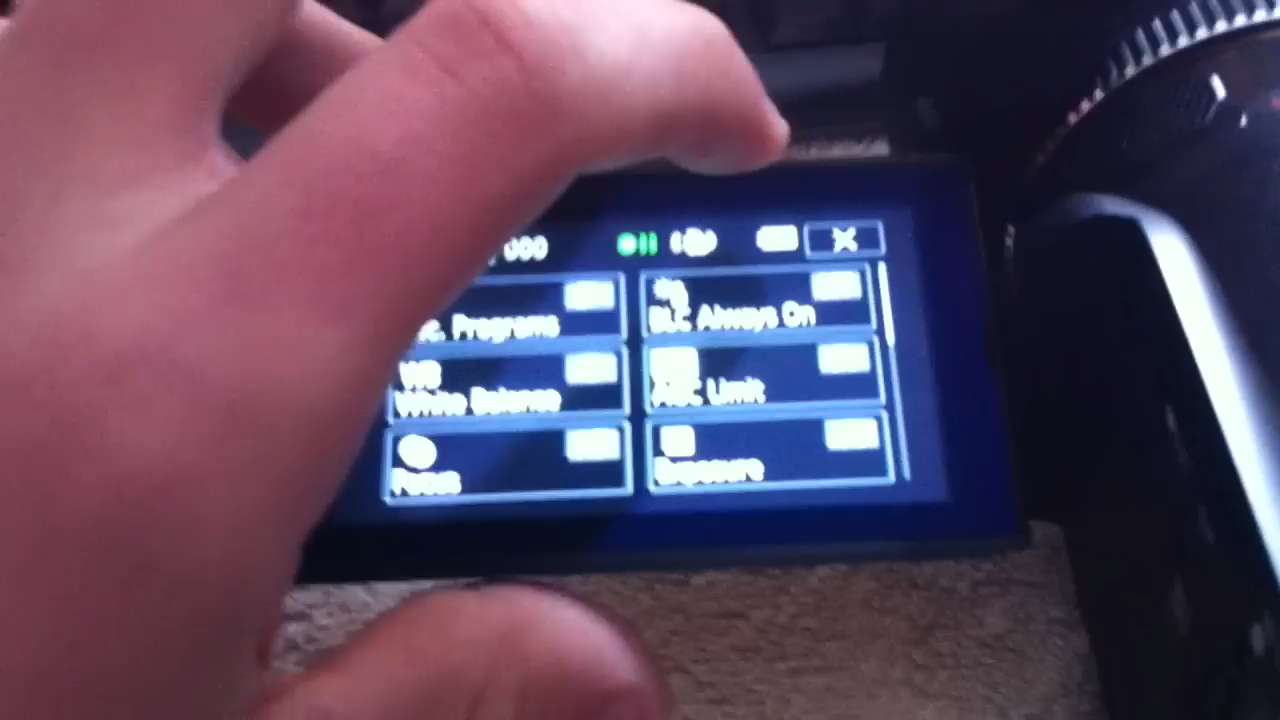 000
X
Programs
BLC Always On
WB
White Balance
AGC Limit
Focus
Exposure